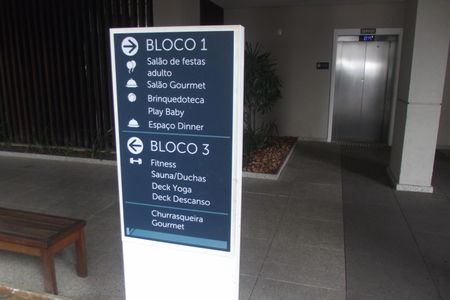 BLOCO 1
Salão de festas
adulto
Salão Gourmet
Brinquedoteca
Play Baby
Espaço Dinner
BLOCO 3
Fitness
Sauna/Duchas
Deck Yoga
Deck Descanso
Churrasqueira
Gourmet